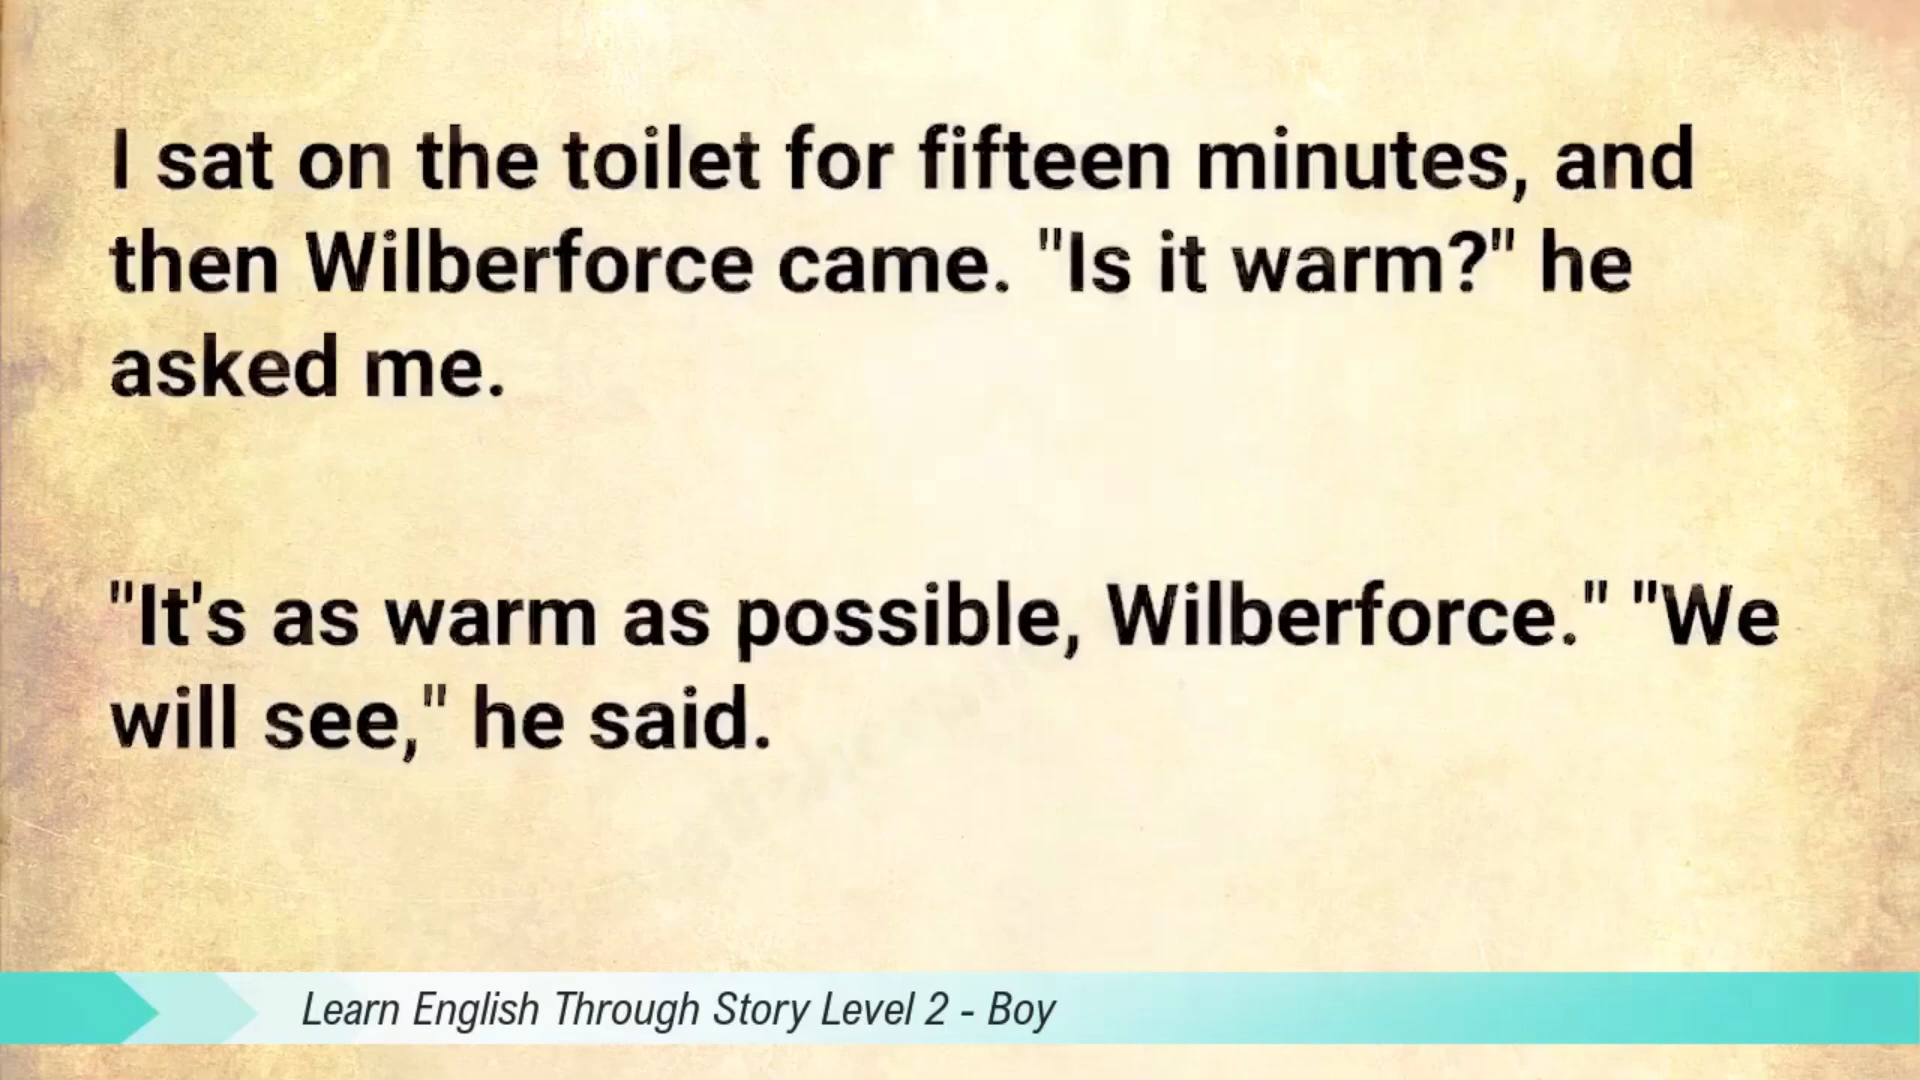 I sat on the toilet for fifteen minutes, and
then Wilberforce came. "Is it warm?" he
asked me.
"It's as warm as possible, Wilberforce." "We
will see," he said.
Learn English Through Story Level 2 - Boy